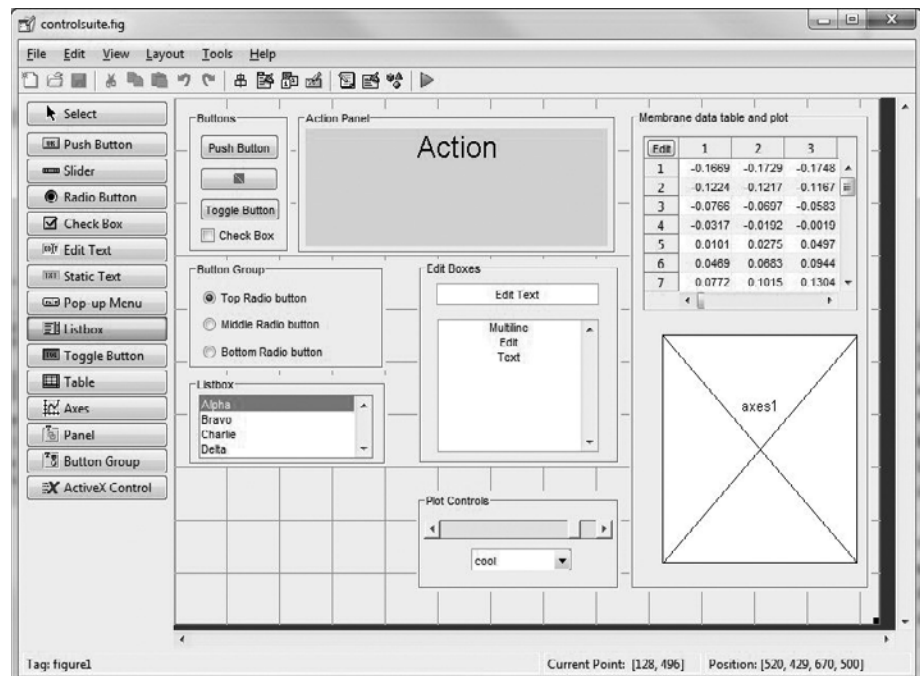 controlsuite.fig
File Edit View Layout Tools Help
Select
Push Button
Slider
Radio Button
Check Box
Edit Text
Static Text
Pop-up Menu
Listbox
Toggle Button
Table
Axes
Panel
Button Group
ActiveX Control
Buttons
Push Button
Toggle Button
Check Box
Action Panel
Action
Button Group
Top Radio button
Middle Radio button
Bottom Radio button
Listbox
Alpha
Bravo
Charlie
Delta
Edit Boxes
Edit Text
Multiline
Edit
Text
Plot Controls
cool
Membrane data table and plot
Edit 1 2 3
1 -0.1669 -0.1729 -0.1748
2 -0.1224 -0.1217 -0.1167
3 -0.0766 -0.0697 -0.0583
4 -0.0317 -0.0192 -0.0019
5 0.0101 0.0275 0.0497
6 0.0469 0.0683 0.0944
7 0.0772 0.1015 0.1304
axes1
Tag: figure1
Current Point: [128, 496]
Position: [520, 429, 670, 500]